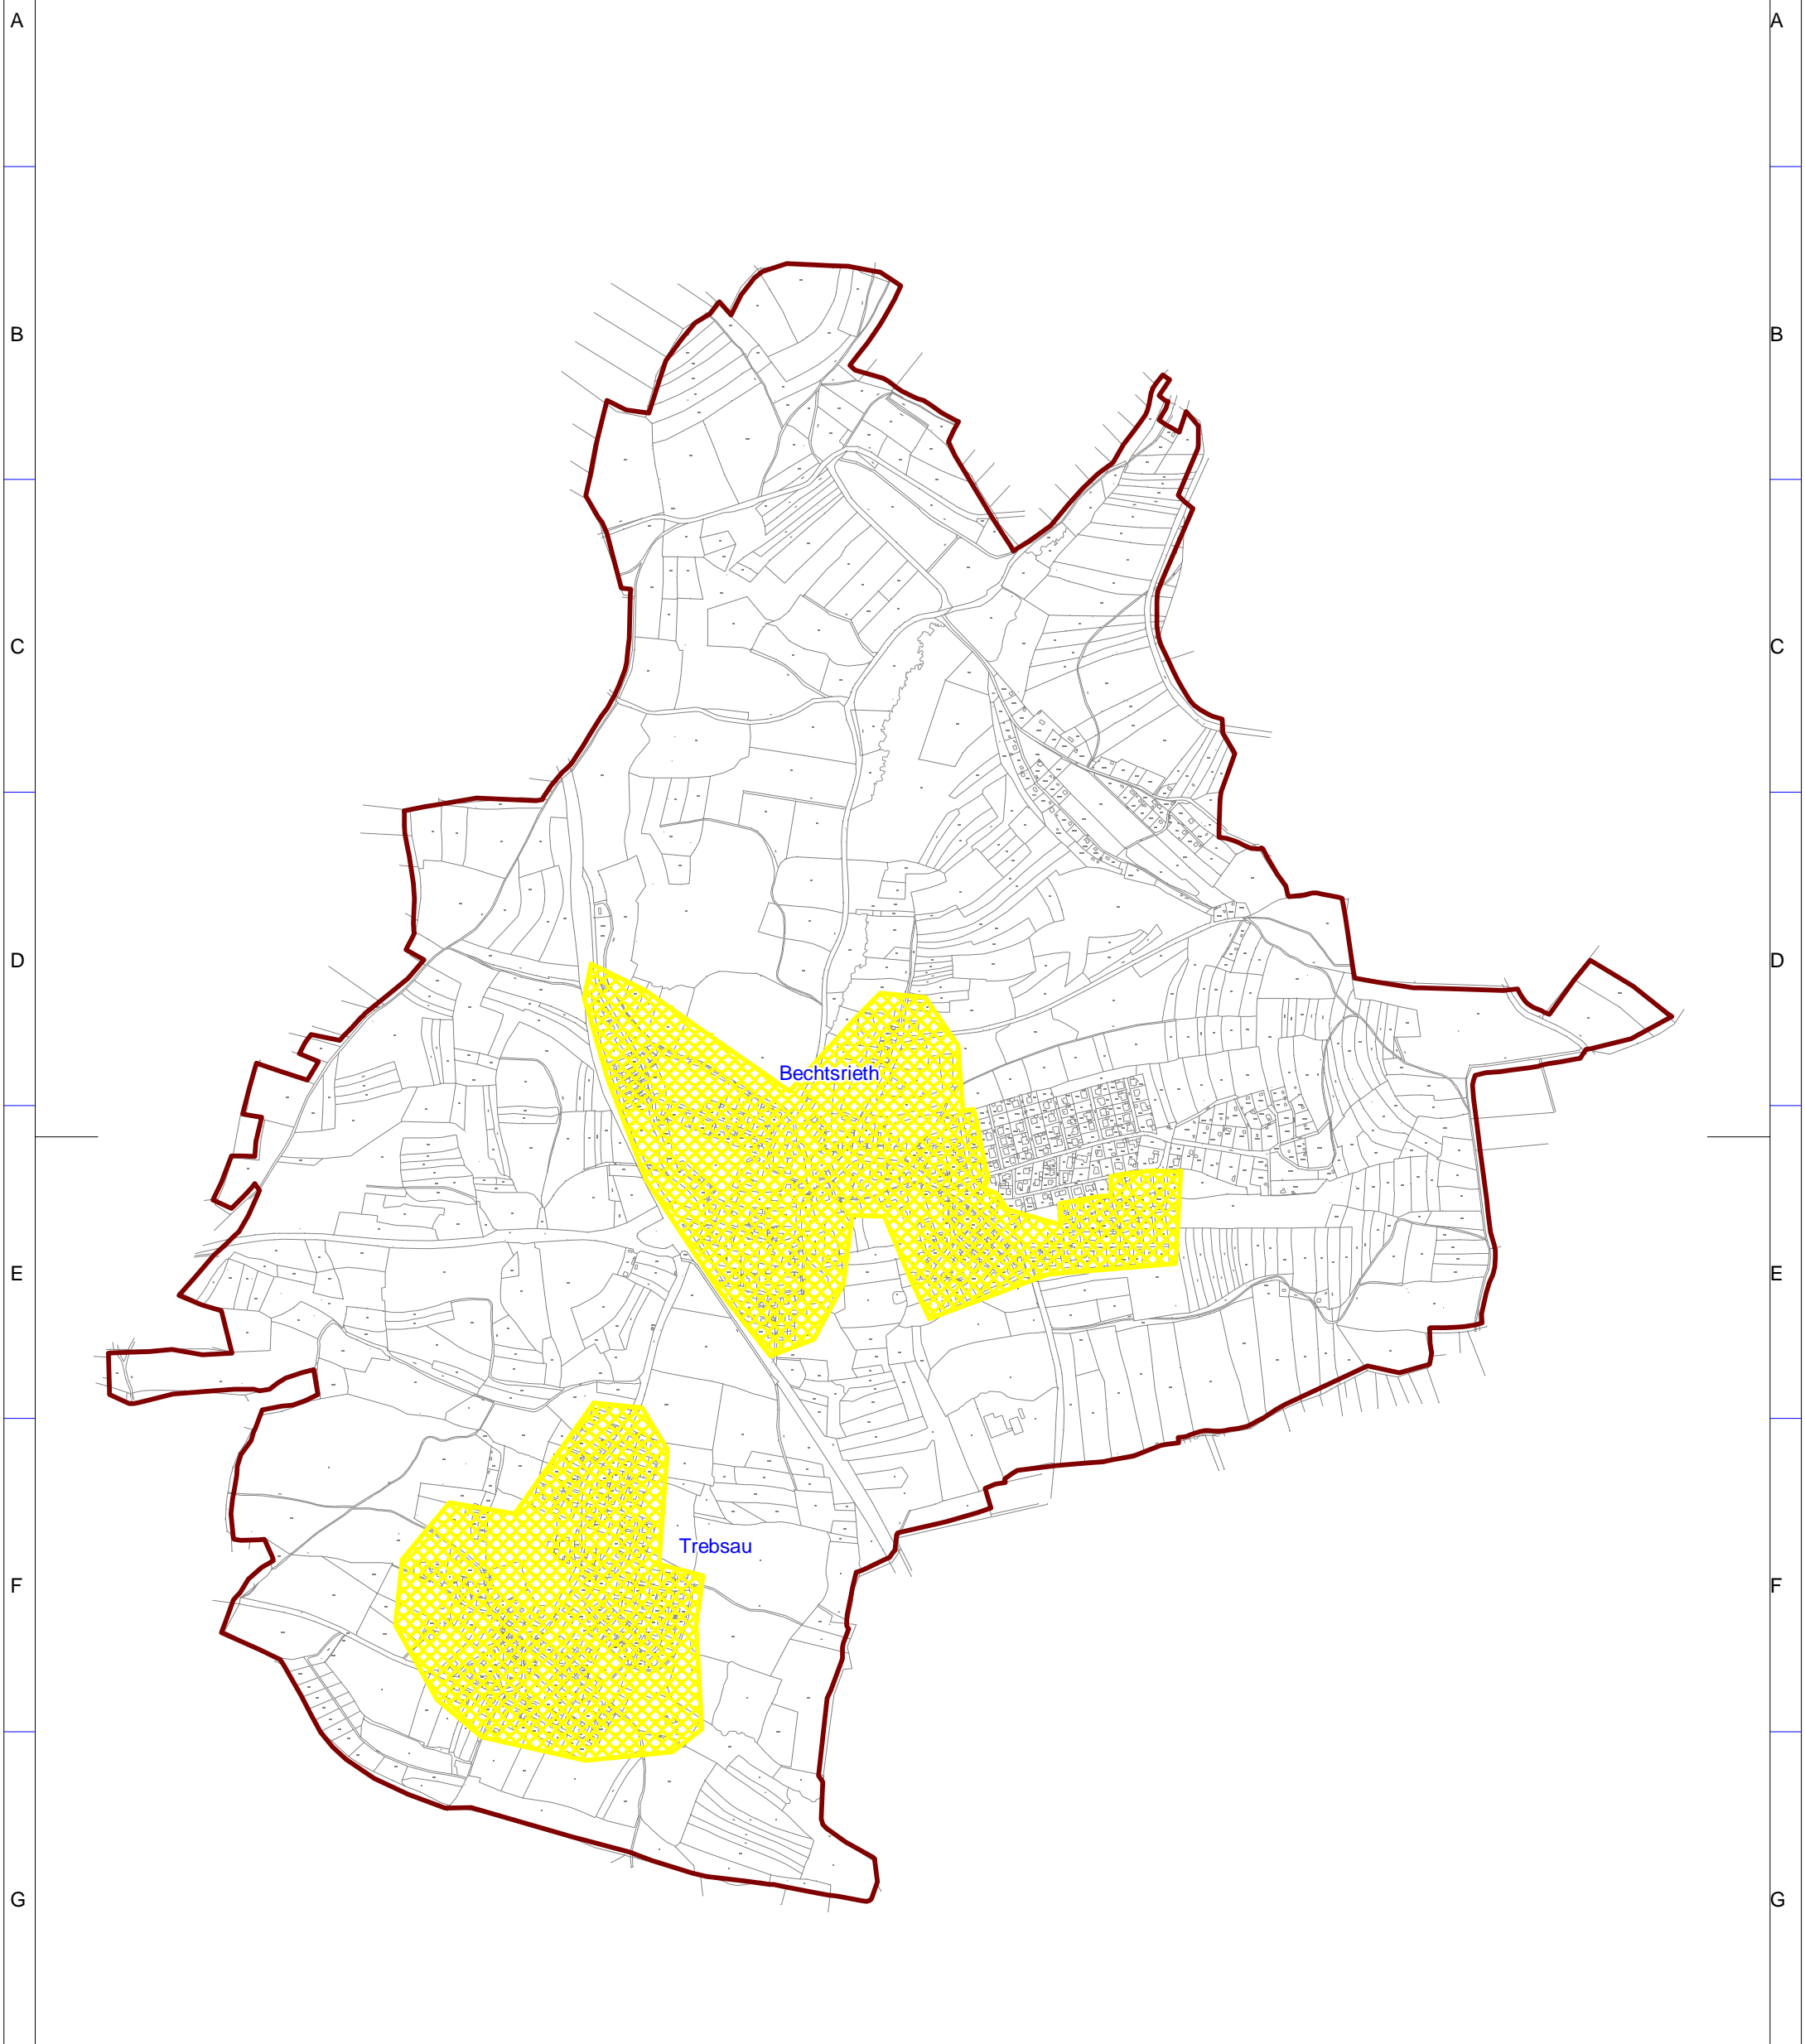 A A
B B
C C
D D
Bechtsrieth
E E
Trebsau
F F
G G